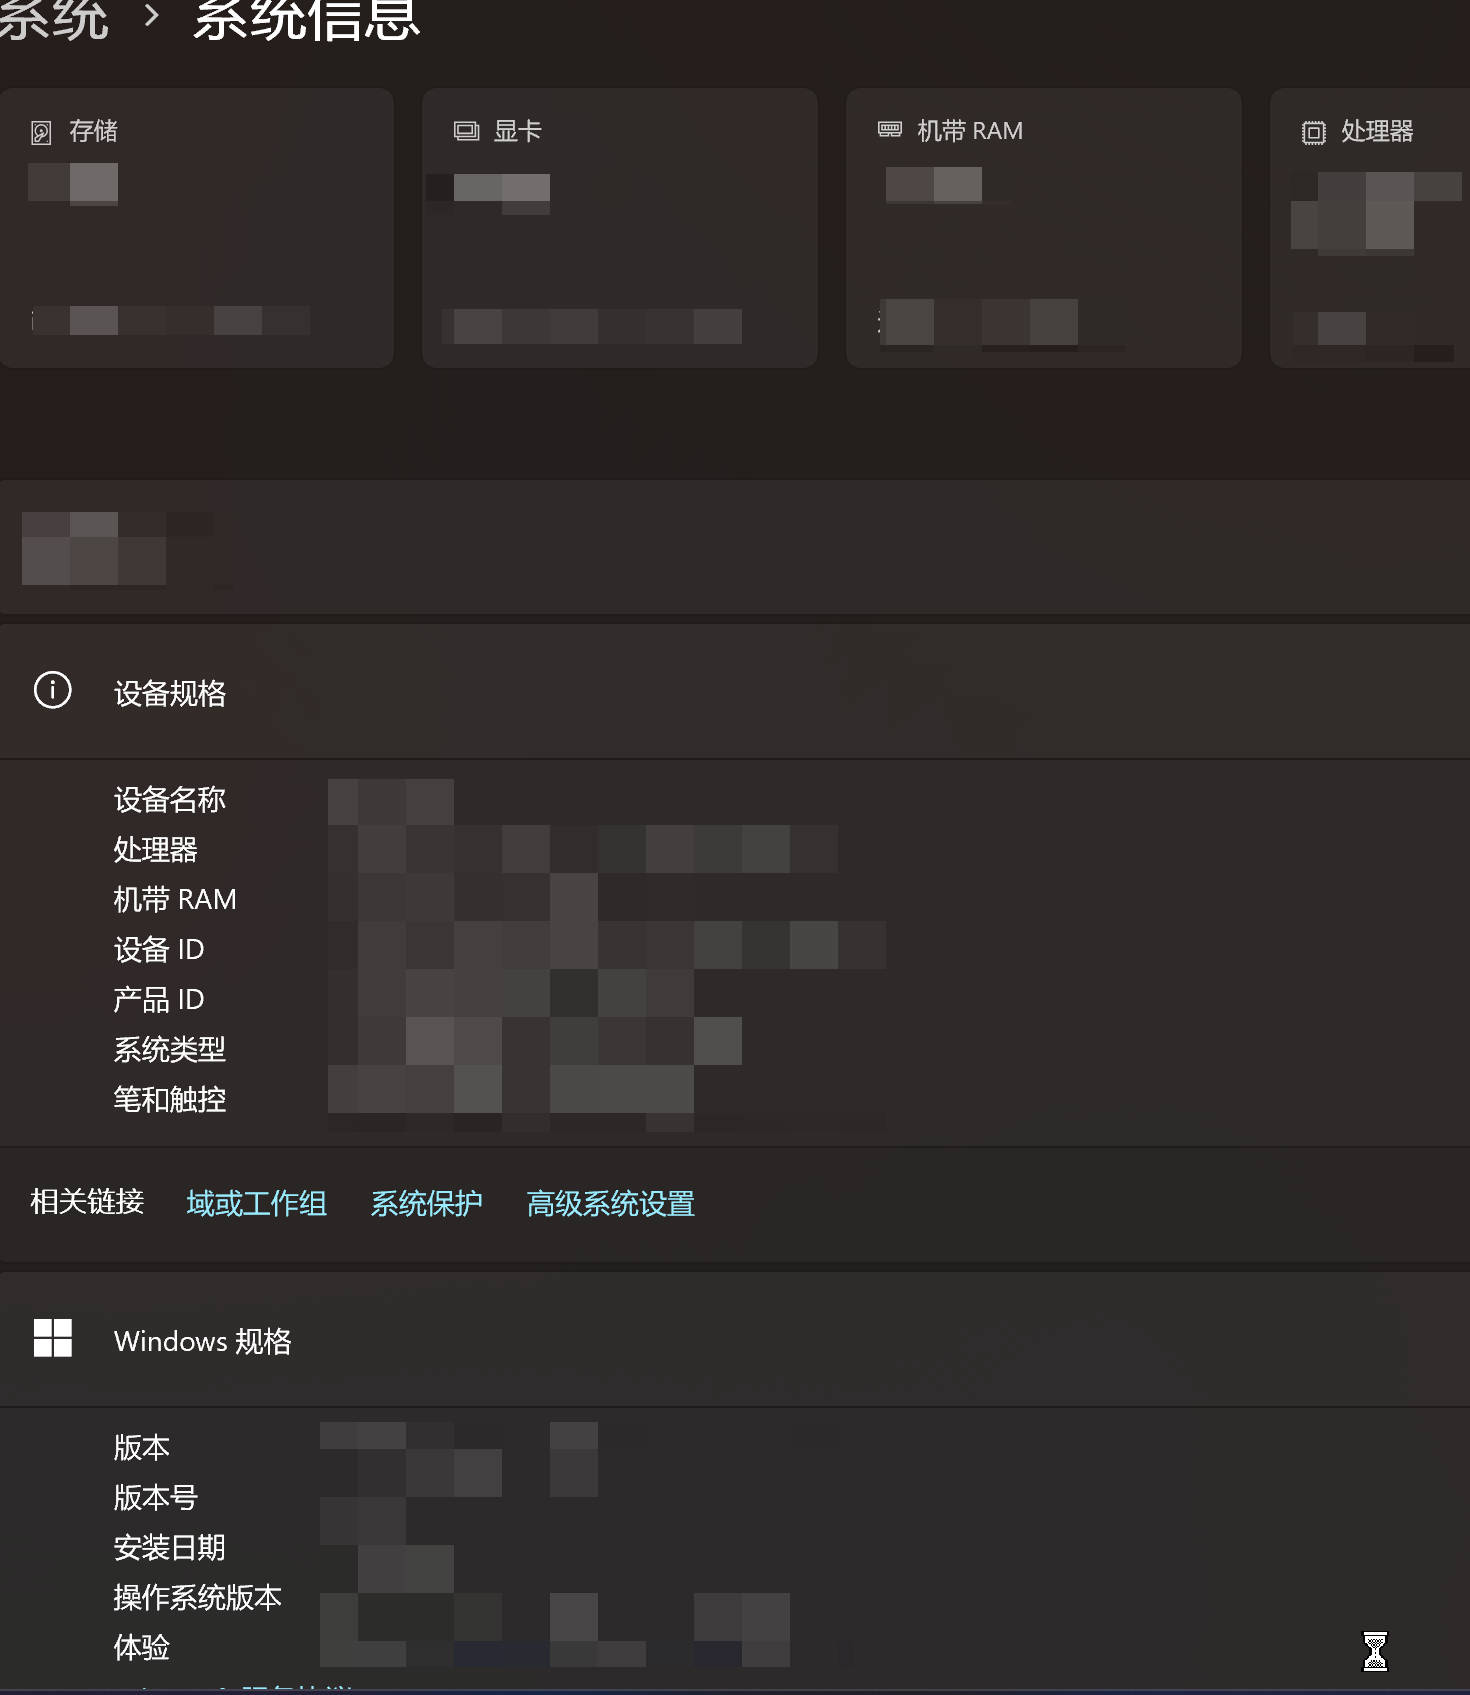 系统 > 系统信息
存储
显卡
机带 RAM
处理器
设备规格
设备名称
处理器
机带 RAM
设备 ID
产品 ID
系统类型
笔和触控
相关链接 域或工作组 系统保护 高级系统设置
Windows 规格
版本
版本号
安装日期
操作系统版本
体验